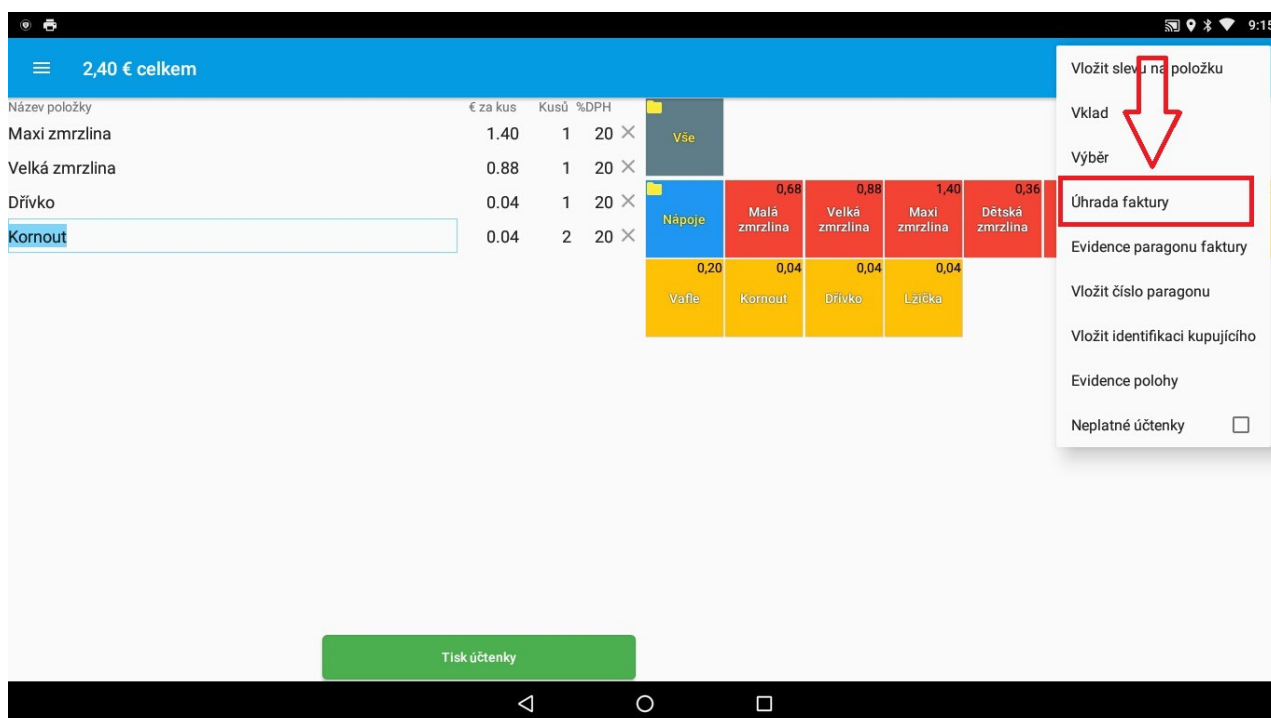 9:15
2,40 € celkem
Název položky € za kus Kusů %DPH
Maxi zmrzlina 1.40 1 20
Velká zmrzlina 0.88 1 20
Dřívko 0.04 1 20
Kornout 0.04 2 20
Tisk účtenky
Vše
Nápoje
0,68
Malá
zmrzlina
0,88
Velká
zmrzlina
1,40
Maxi
zmrzlina
0,36
Dětská
zmrzlina
0,20
Vafle
0,04
Kornout
0,04
Dřívko
0,04
Lžička
Vložit slevu na položku
Vklad
Výběr
Úhrada faktury
Evidence paragonu faktury
Vložit číslo paragonu
Vložit identifikaci kupujícího
Evidence polohy
Neplatné účtenky